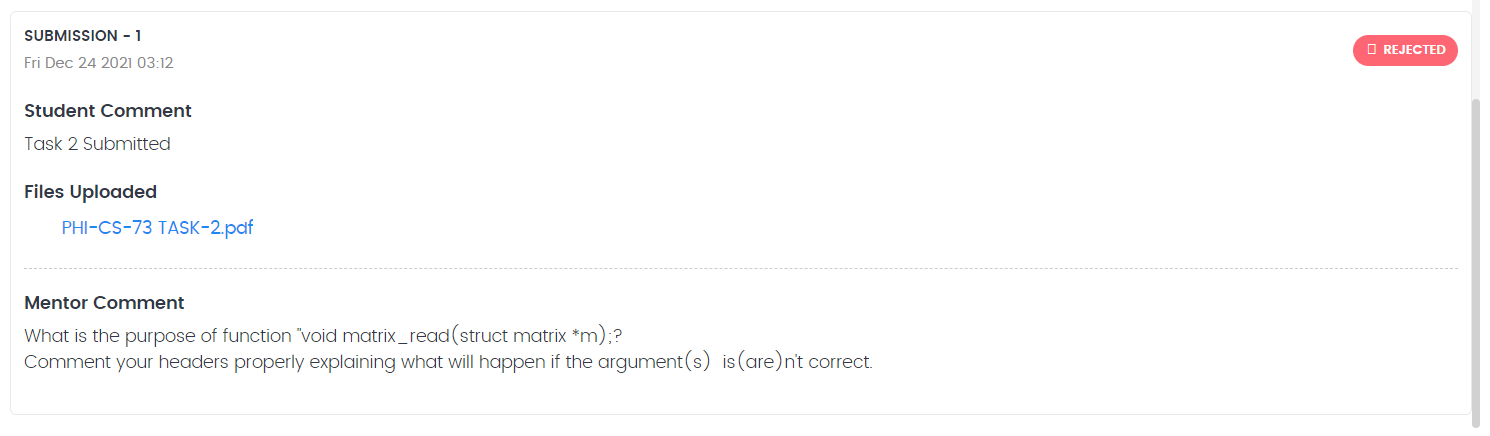 SUBMISSION - 1
Fri Dec 24 2021 03:12
REJECTED
Student Comment
Task 2 Submitted
Files Uploaded
PHI-CS-73 TASK-2.pdf
Mentor Comment
What is the purpose of function "void matrix_read(struct matrix *m);?
Comment your headers properly explaining what will happen if the argument(s) is(are)n't correct.